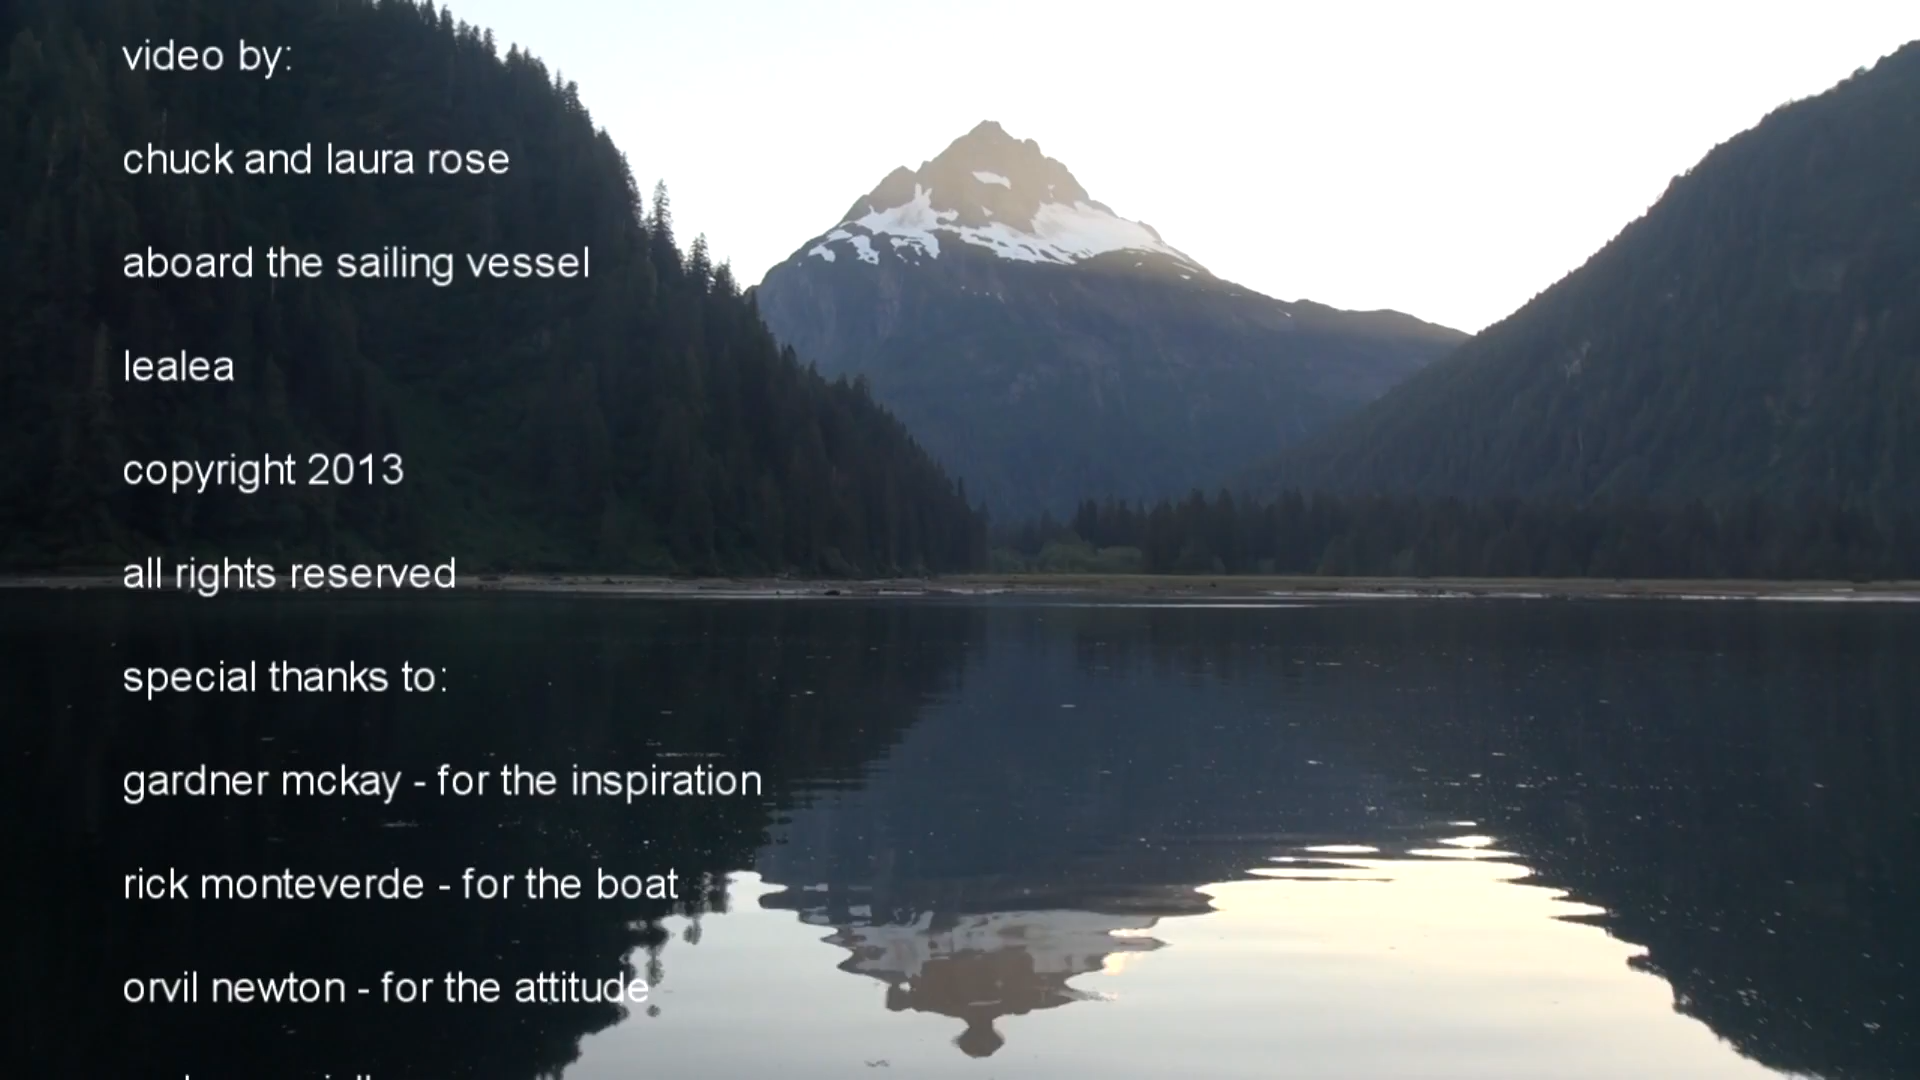 video by:
chuck and laura rose
aboard the sailing vessel
lealea
copyright 2013
all rights reserved
special thanks to:
gardner mckay - for the inspiration
rick monteverde - for the boat
orvil newton - for the attitude